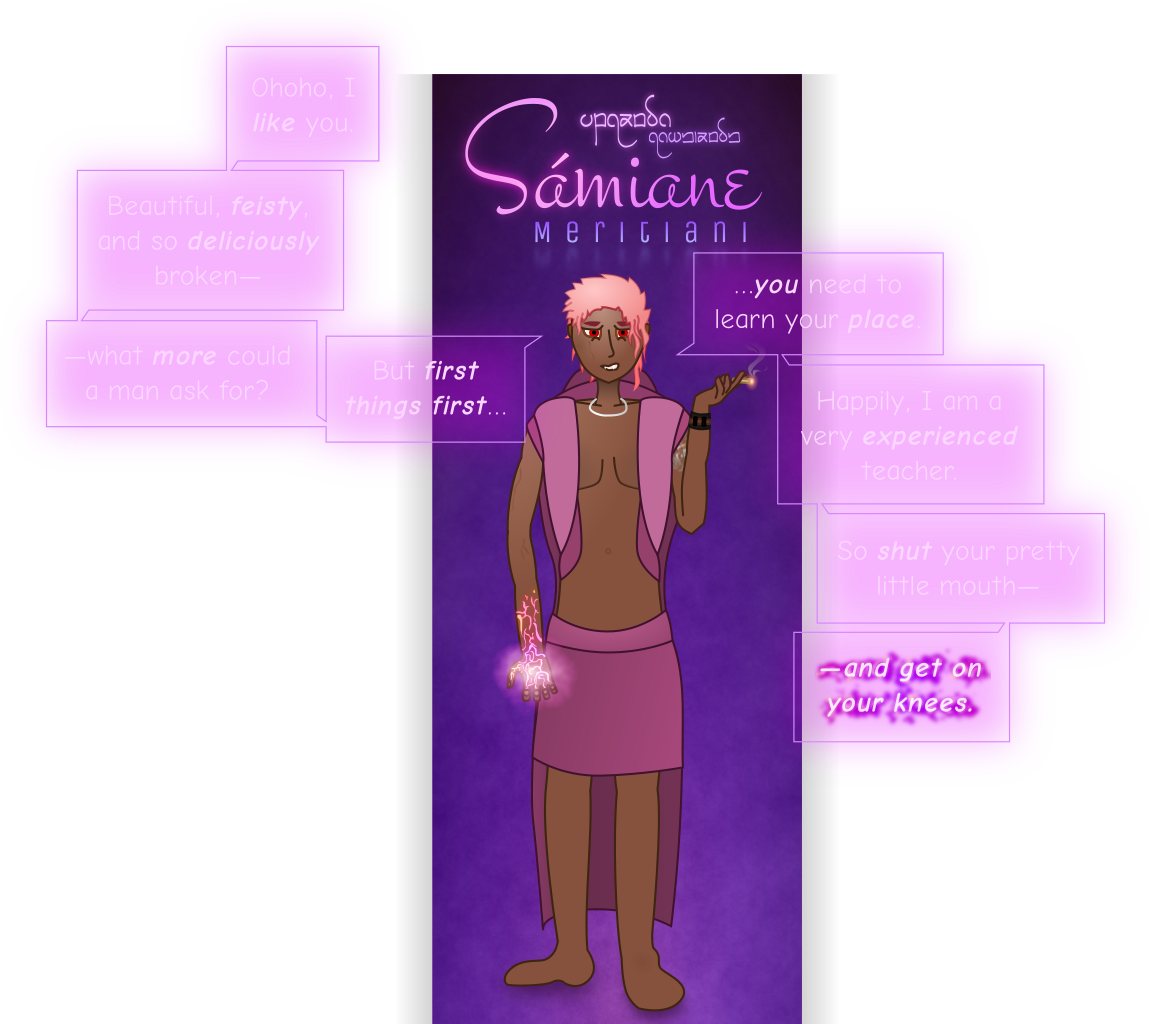 Ohoho, I
like you.
Beautiful, feisty,
and so deliciously
broken—
—what more could
a man ask for?
But first
things first...
Sámiane
Meritiani
...you need to
learn your place.
Happily, I am a
very experienced
teacher.
So shut your pretty
little mouth—
—and get on
your knees.